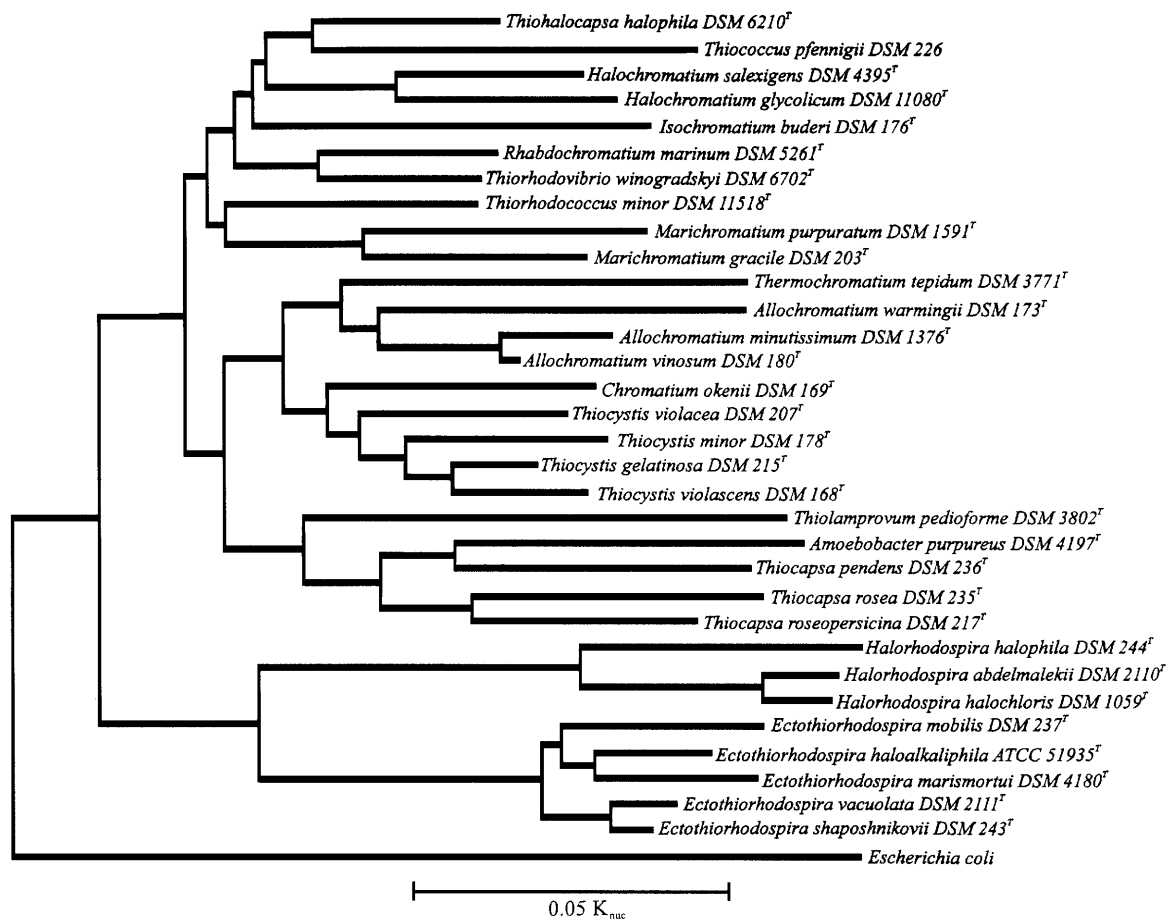 Thiohalocapsa halophila DSM 6210ᵀ
Thiococcus pfennigii DSM 226
Halochromatium salexigens DSM 4395ᵀ
Halochromatium glycolicum DSM 11080ᵀ
Isochromatium buderi DSM 176ᵀ
Rhabdochromatium marinum DSM 5261ᵀ
Thiorhodovibrio winogradskyi DSM 6702ᵀ
Thiorhodococcus minor DSM 11518ᵀ
Marichromatium purpuratum DSM 1591ᵀ
Marichromatium gracile DSM 203ᵀ
Thermochromatium tepidum DSM 3771ᵀ
Allochromatium warmingii DSM 173ᵀ
Allochromatium minutissimum DSM 1376ᵀ
Allochromatium vinosum DSM 180ᵀ
Chromatium okenii DSM 169ᵀ
Thiocystis violacea DSM 207ᵀ
Thiocystis minor DSM 178ᵀ
Thiocystis gelatinosa DSM 215ᵀ
Thiocystis violascens DSM 168ᵀ
Thiolamprovum pedioforme DSM 3802ᵀ
Amoebobacter purpureus DSM 4197ᵀ
Thiocapsa pendens DSM 236ᵀ
Thiocapsa rosea DSM 235ᵀ
Thiocapsa roseopersicina DSM 217ᵀ
Halorhodospira halophila DSM 244ᵀ
Halorhodospira abdelmalekii DSM 2110ᵀ
Halorhodospira halochloris DSM 1059ᵀ
Ectothiorhodospira mobilis DSM 237ᵀ
Ectothiorhodospira haloalkaliphila ATCC 51935ᵀ
Ectothiorhodospira marismortui DSM 4180ᵀ
Ectothiorhodospira vacuolata DSM 2111ᵀ
Ectothiorhodospira shaposhnikovii DSM 243ᵀ
Escherichia coli
0.05 K_nuc